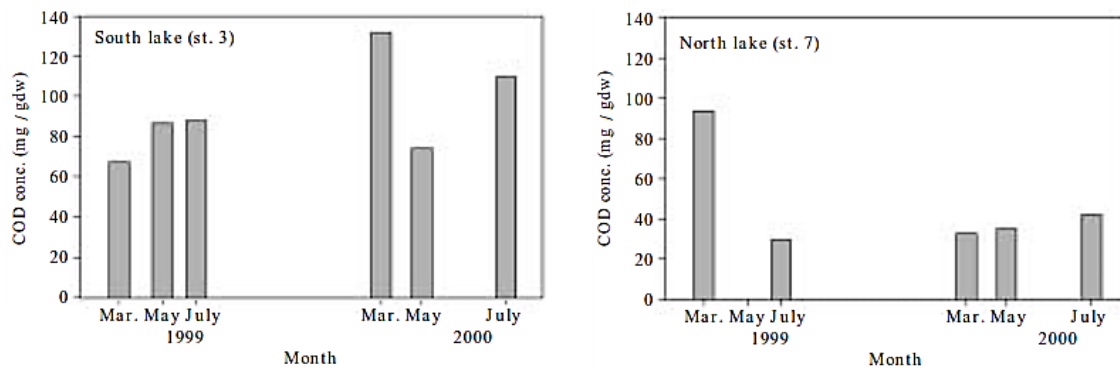 South lake (st. 3)
COD conc. (mg / gdw)
140
120
100
80
60
40
20
0
Mar. May July Mar. May July
1999 2000
Month
North lake (st. 7)
COD conc. (mg / gdw)
140
120
100
80
60
40
20
0
Mar. May July Mar. May July
1999 2000
Month